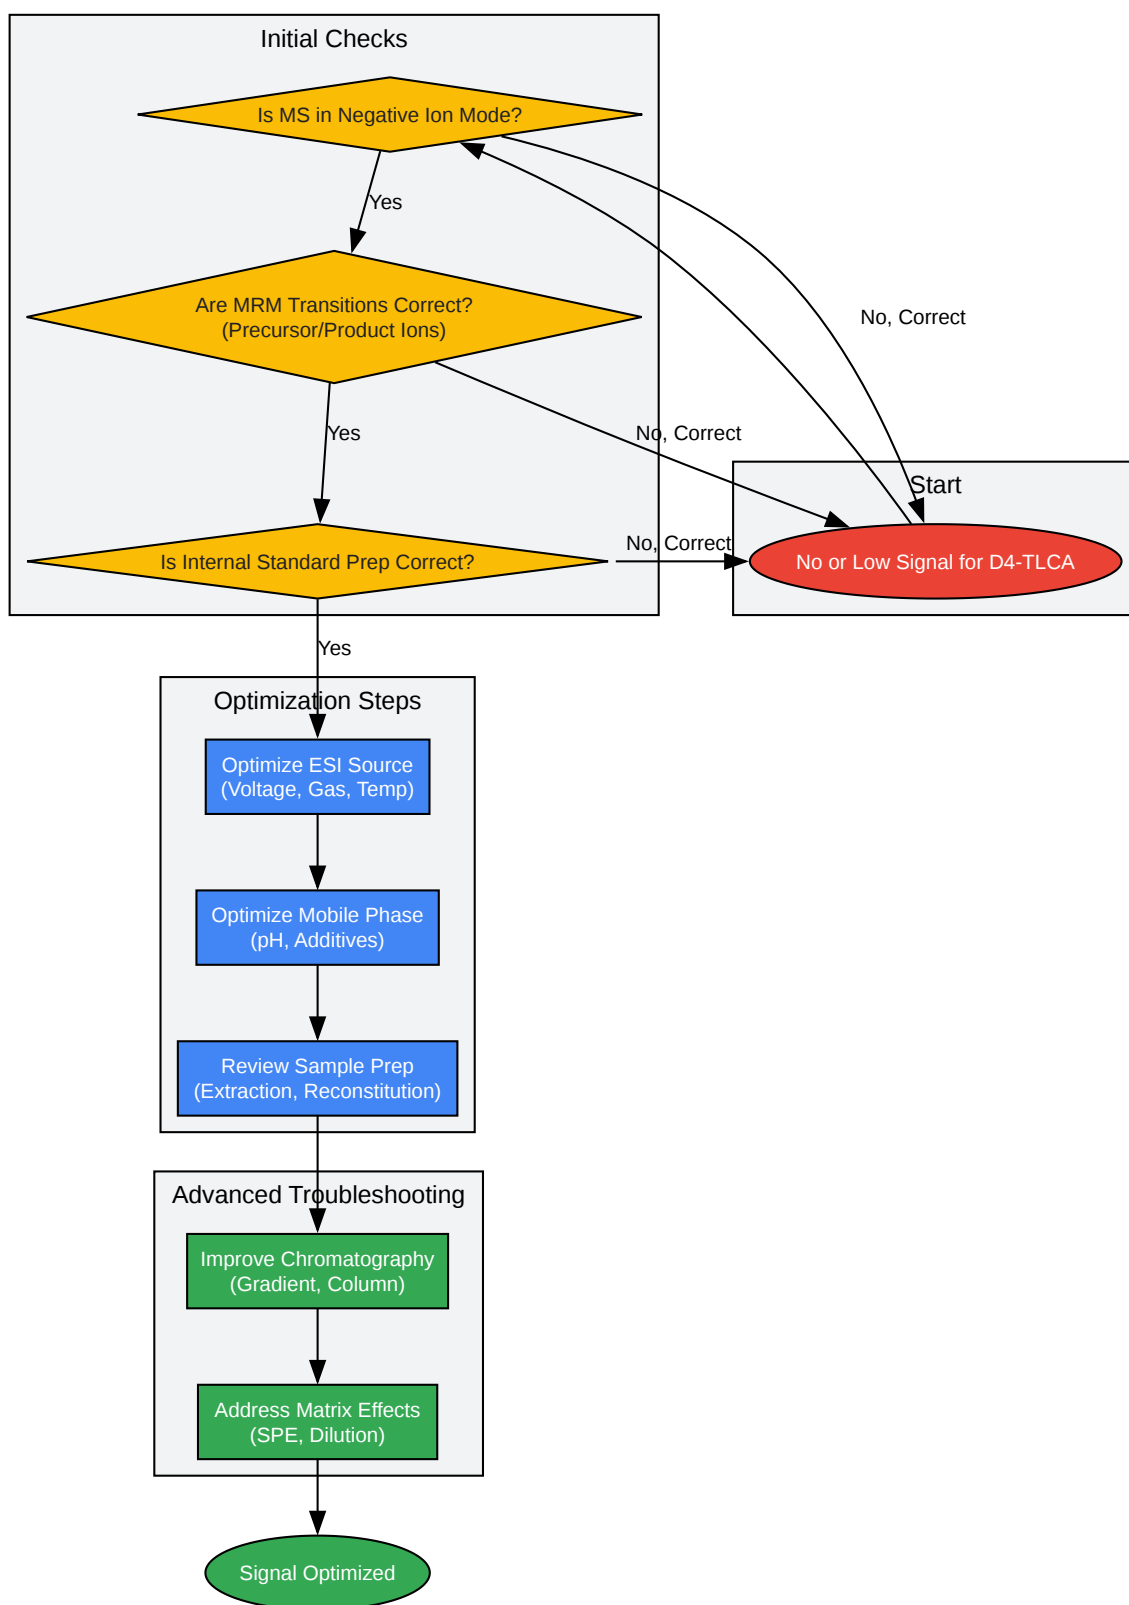 Initial Checks
Is MS in Negative Ion Mode?
Yes
Are MRM Transitions Correct?
(Precursor/Product Ions)
No, Correct
Yes
No, Correct
Start
Is Internal Standard Prep Correct?
No, Correct
No or Low Signal for D4-TLCA
Yes
Optimization Steps
Optimize ESI Source
(Voltage, Gas, Temp)
Optimize Mobile Phase
(pH, Additives)
Review Sample Prep
(Extraction, Reconstitution)
Advanced Troubleshooting
Improve Chromatography
(Gradient, Column)
Address Matrix Effects
(SPE, Dilution)
Signal Optimized